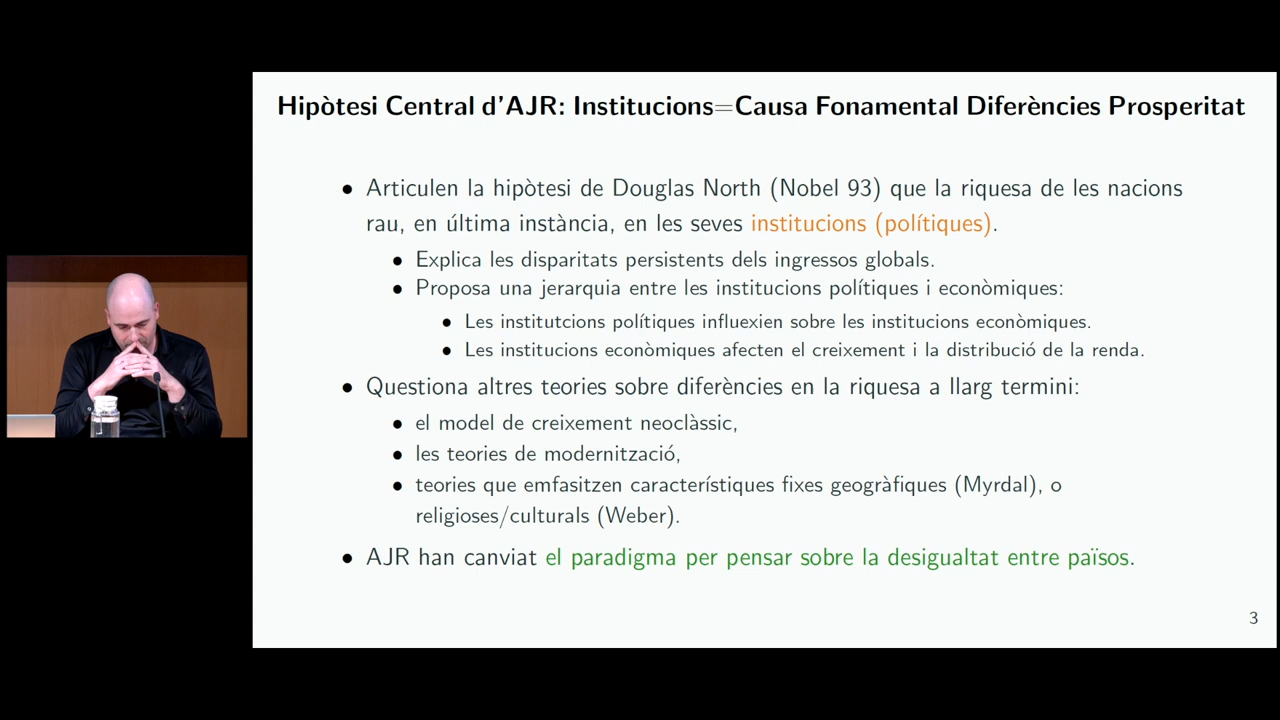 Hipòtesi Central d'AJR: Institucions=Causa Fonamental Diferències Prosperitat
• Articulen la hipòtesi de Douglas North (Nobel 93) que la riquesa de les nacions
rau, en última instància, en les seves institucions (polítiques).
• Explica les disparitats persistents dels ingressos globals.
• Proposa una jerarquia entre les institucions polítiques i econòmiques:
• Les institutcions polítiques influexien sobre les institucions econòmiques.
• Les institucions econòmiques afecten el creixement i la distribució de la renda.
• Questiona altres teories sobre diferències en la riquesa a llarg termini:
• el model de creixement neoclàssic,
• les teories de modernització,
• teories que emfasitzen característiques fixes geogràfiques (Myrdal), o
religioses/culturals (Weber).
• AJR han canviat el paradigma per pensar sobre la desigualtat entre països.
3